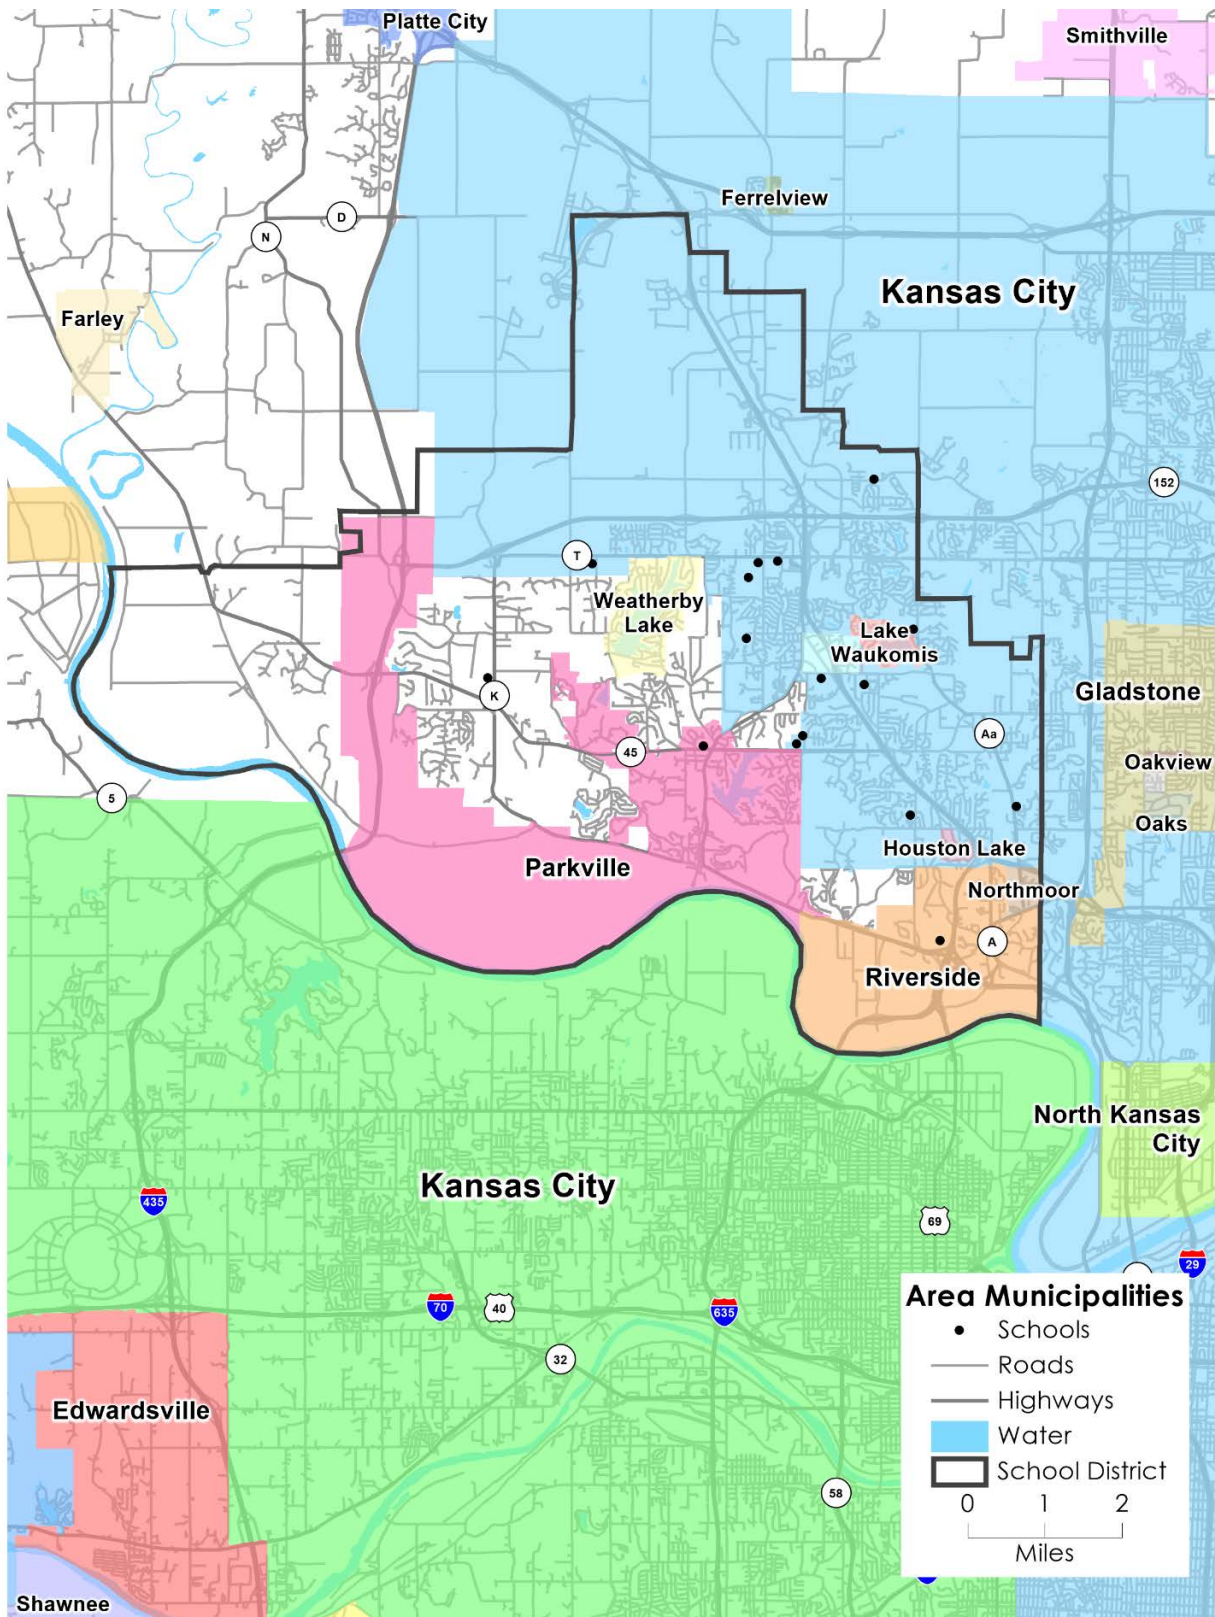 Platte City
Smithville
Ferrelview
D
N
Kansas City
Farley
152
T
Weatherby
Lake
Lake
Waukomis
K
Gladstone
Aa
45
Oakview
5
Oaks
Houston Lake
Parkville
Northmoor
A
Riverside
North Kansas
City
Kansas City
435
69
29
70
40
635
32
Edwardsville
58
Shawnee
Area Municipalities
Schools
Roads
Highways
Water
School District
0 1 2
Miles